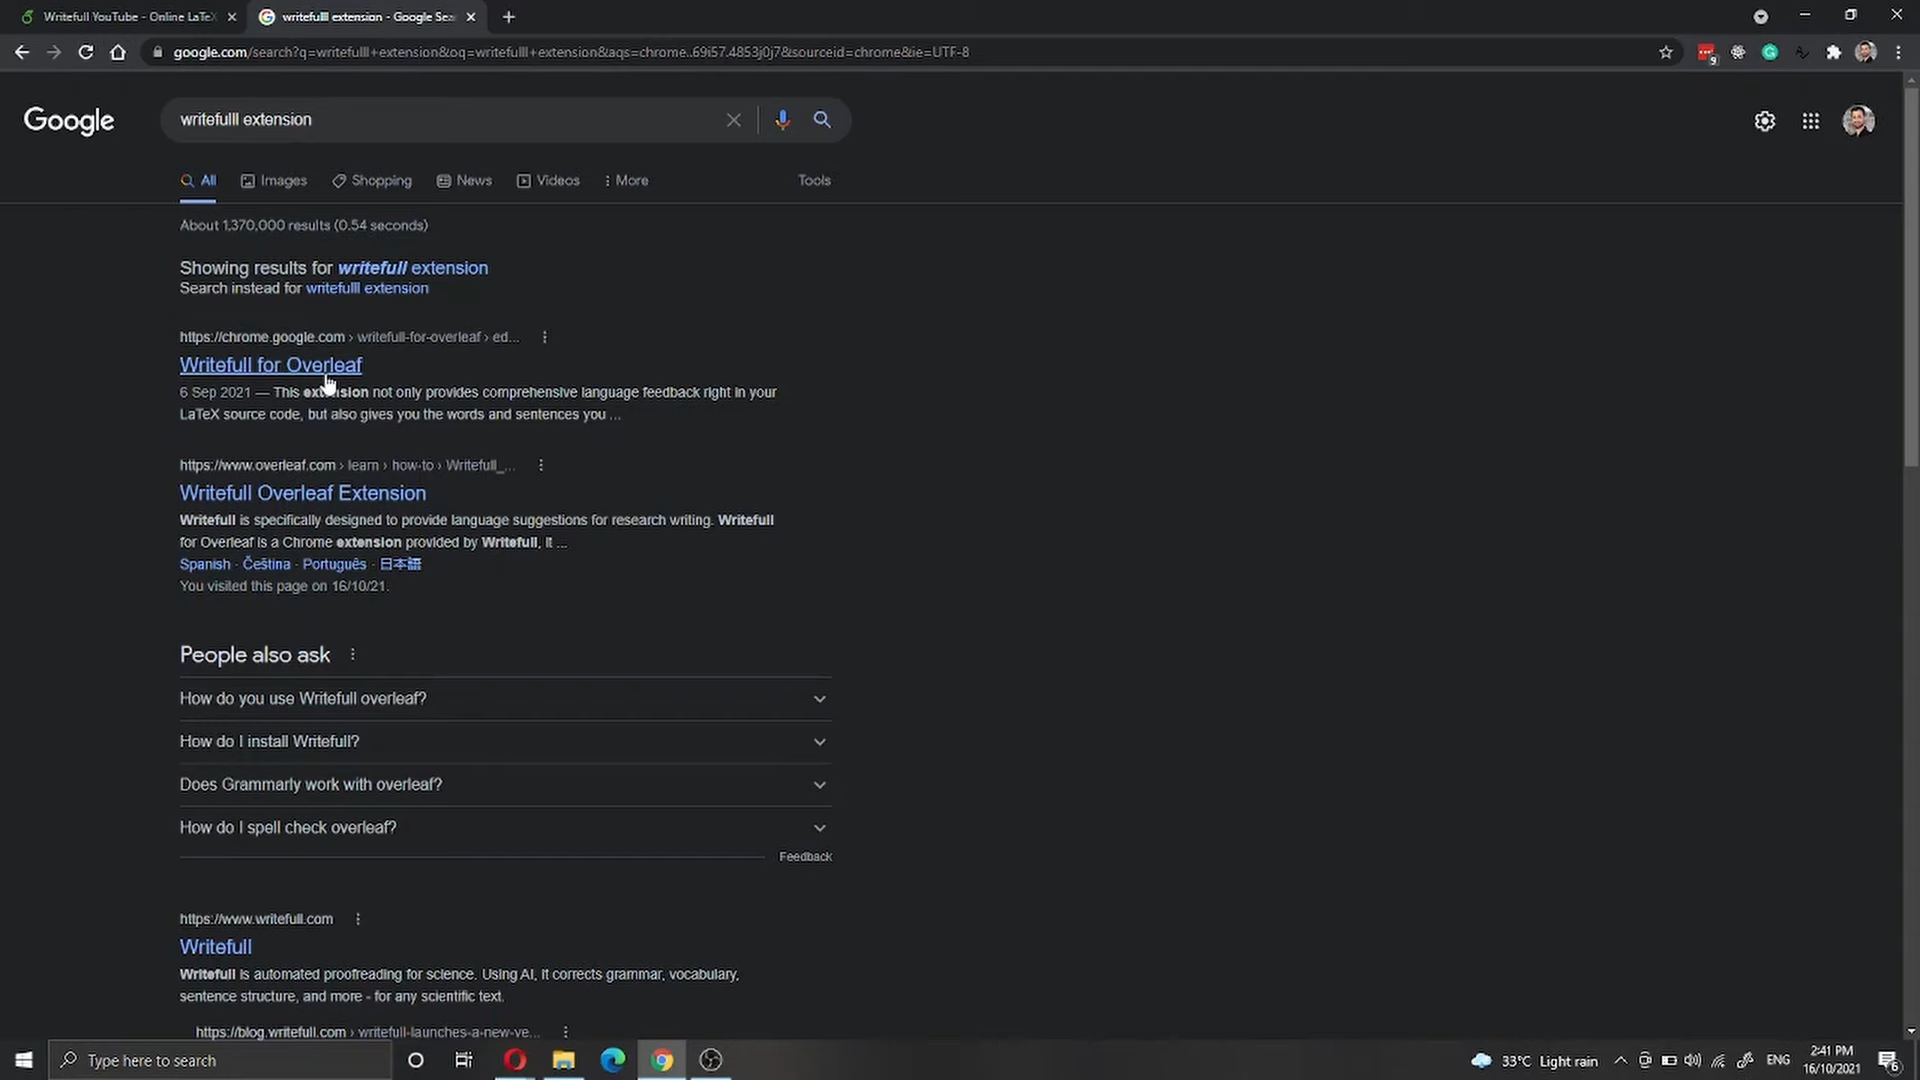 Writefull YouTube - Online LaTeX
writefulll extension - Google Sea
google.com/search?q=writefulll+extension&oq=writefulll+extension&aqs=chrome..69i57.4853j0j7&sourceid=chrome&ie=UTF-8
9
Google
writefulll extension
All
Images
Shopping
News
Videos
More
Tools
About 1,370,000 results (0.54 seconds)
Showing results for writefull extension
Search instead for writefulll extension
https://chrome.google.com › writefull-for-overleaf › ed...
Writefull for Overleaf
6 Sep 2021 — This extension not only provides comprehensive language feedback right in your
LaTeX source code, but also gives you the words and sentences you ...
https://www.overleaf.com › learn › how-to › Writefull_...
Writefull Overleaf Extension
Writefull is specifically designed to provide language suggestions for research writing. Writefull
for Overleaf is a Chrome extension provided by Writefull, It ...
Spanish · Čeština · Português · 日本語
You visited this page on 16/10/21.
People also ask
How do you use Writefull overleaf?
How do I install Writefull?
Does Grammarly work with overleaf?
How do I spell check overleaf?
Feedback
https://www.writefull.com
Writefull
Writefull is automated proofreading for science. Using AI, it corrects grammar, vocabulary,
sentence structure, and more - for any scientific text.
https://blog.writefull.com › writefull-launches-a-new-ve...
Type here to search
33°C Light rain
ENG
2:41 PM
16/10/2021
6